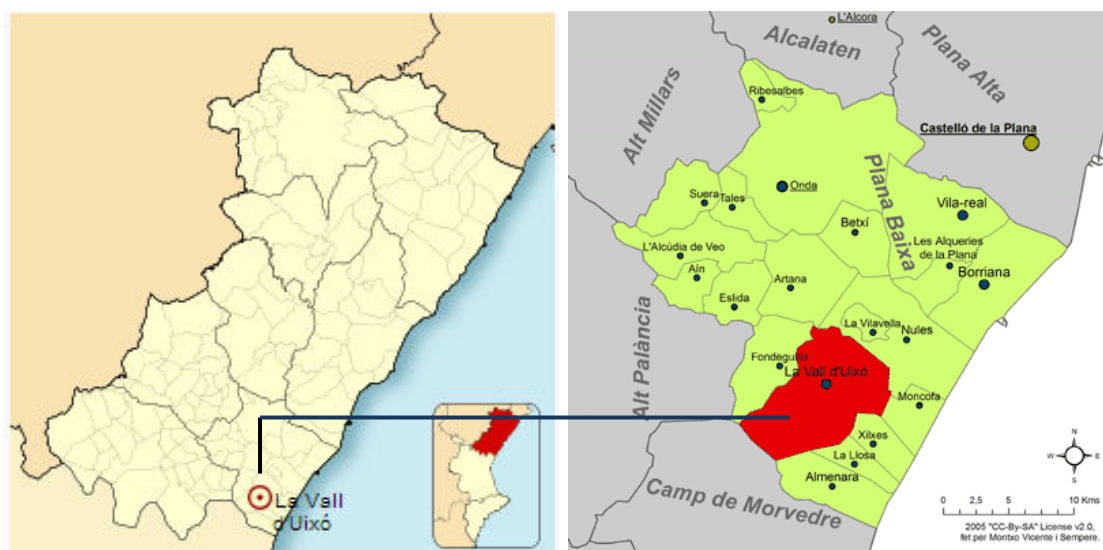 La Vall
d'Uixó
L'Alcora
Alcalaten
Plana Alta
Alt Millars
Ribesalbes
Castelló de la Plana
Onda
Suera
Tales
Plana Baixa
Vila-real
Betxí
L'Alcúdia de Veo
Les Alqueries
de la Plana
Aín
Artana
Borriana
Eslida
Alt Palància
La Vilavella
Nules
Fondeguilla
La Vall d'Uixó
Moncofa
Xilxes
La Llosa
Almenara
Camp de Morvedre
N
W
E
S
0
2,5
5
10 Kms
2005 "CC-By-SA" License v2.0,
fet per Montxo Vicente i Sempere.